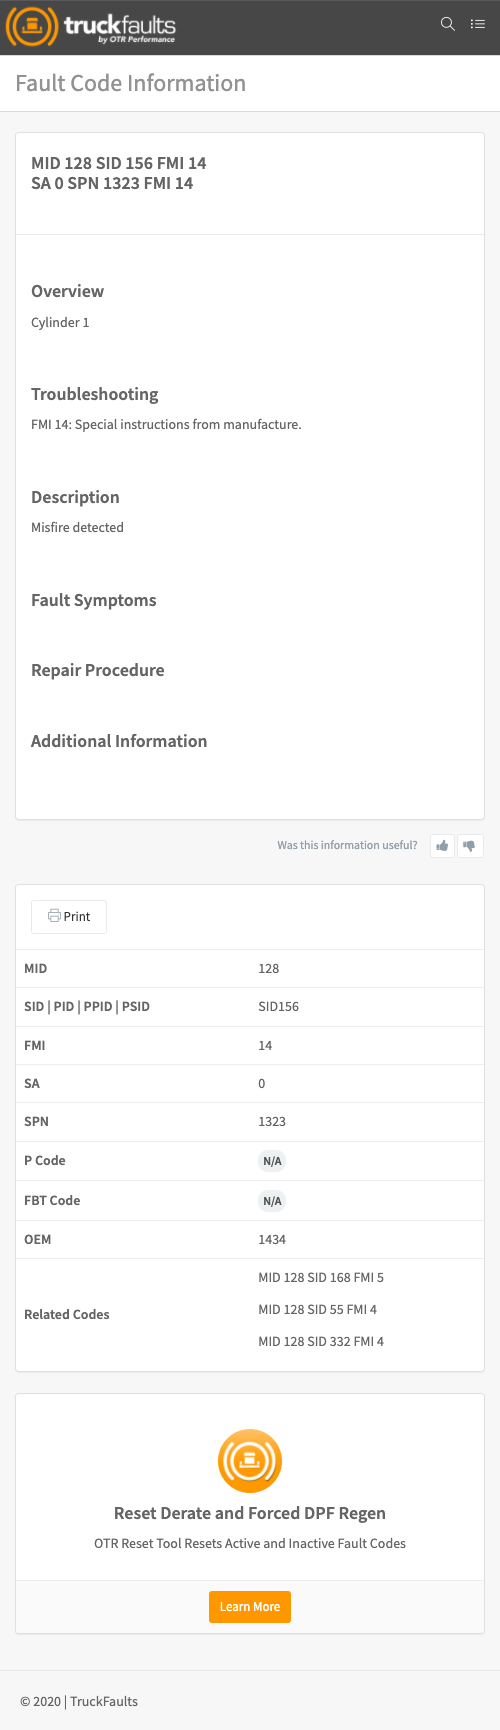 truckfaults
by OTR Performance
Fault Code Information
MID 128 SID 156 FMI 14
SA 0 SPN 1323 FMI 14
Overview
Cylinder 1
Troubleshooting
FMI 14: Special instructions from manufacture.
Description
Misfire detected
Fault Symptoms
Repair Procedure
Additional Information
Was this information useful?
Print
MID 128
SID | PID | PPID | PSID SID156
FMI 14
SA 0
SPN 1323
P Code N/A
FBT Code N/A
OEM 1434
Related Codes
MID 128 SID 168 FMI 5
MID 128 SID 55 FMI 4
MID 128 SID 332 FMI 4
Reset Derate and Forced DPF Regen
OTR Reset Tool Resets Active and Inactive Fault Codes
Learn More
© 2020 | TruckFaults